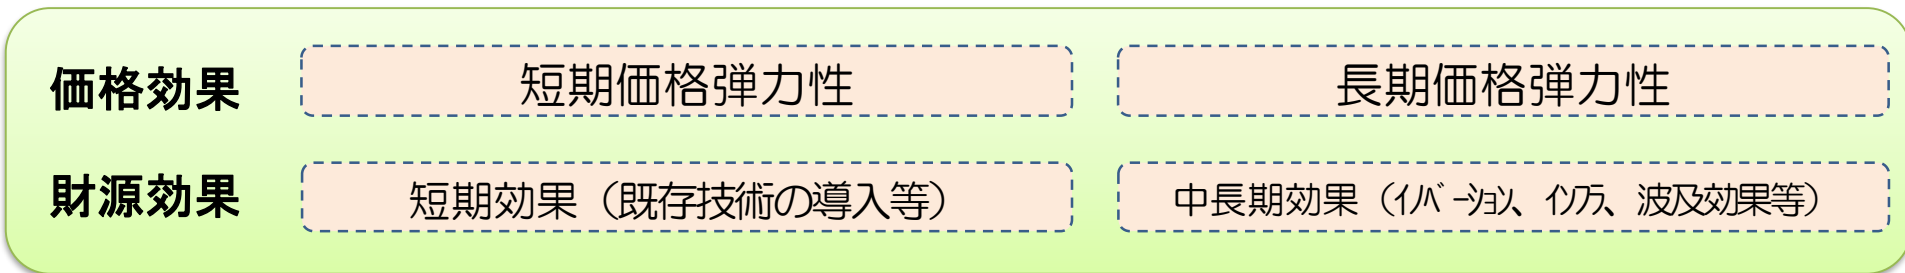 価格効果 短期価格弾力性 長期価格弾力性
財源効果 短期効果（既存技術の導入等） 中長期効果（ｲﾉﾍﾞｰｼｮﾝ、ｲﾝﾌﾗ、波及効果等）